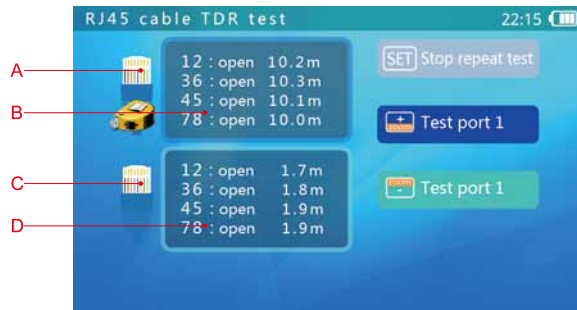 RJ45 cable TDR test 22:15
A
B
C
D
12 : open 10.2m
36 : open 10.3m
45 : open 10.1m
78 : open 10.0m
12 : open 1.7m
36 : open 1.8m
45 : open 1.9m
78 : open 1.9m
SET Stop repeat test
+ zoom Test port 1
zoom - Test port 1